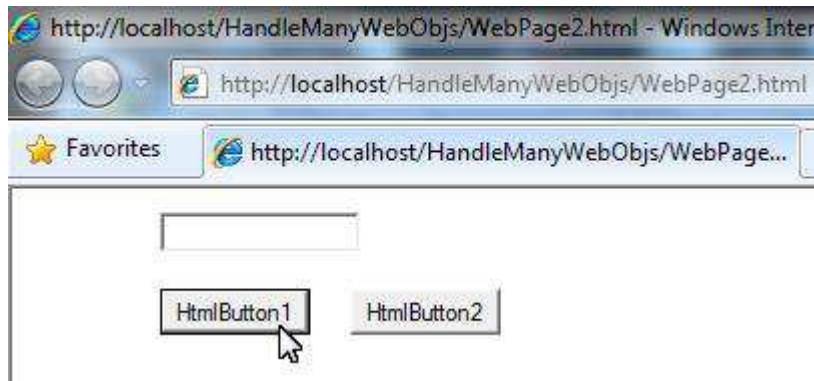 http://localhost/HandleManyWebObjs/WebPage2.html - Windows Inter
http://localhost/HandleManyWebObjs/WebPage2.html
Favorites http://localhost/HandleManyWebObjs/WebPage...
HtmlButton1 HtmlButton2